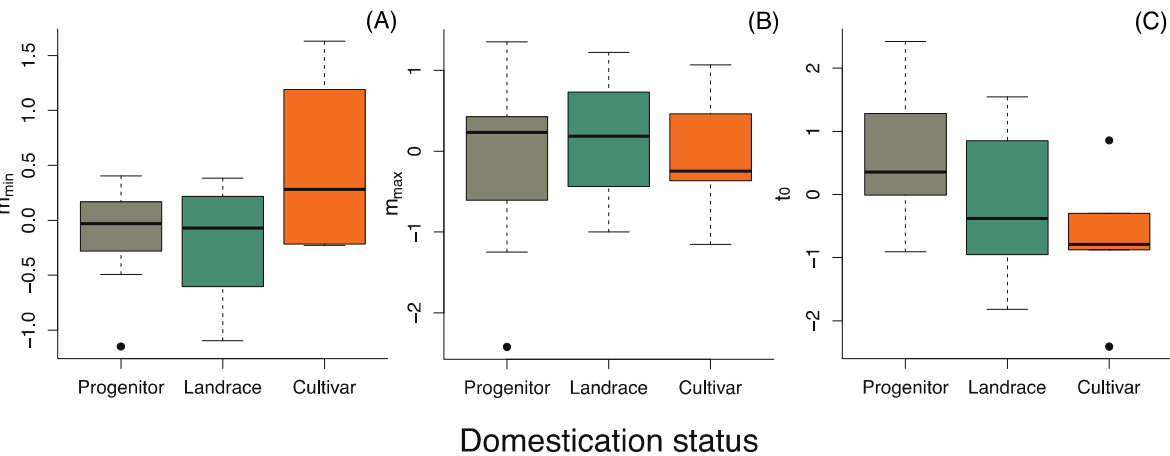 (A)
m_min
1.5
1.0
0.5
0.0
−0.5
−1.0
Progenitor Landrace Cultivar
(B)
m_max
1
0
−1
−2
Progenitor Landrace Cultivar
(C)
t_0
2
1
0
−1
−2
Progenitor Landrace Cultivar
Domestication status